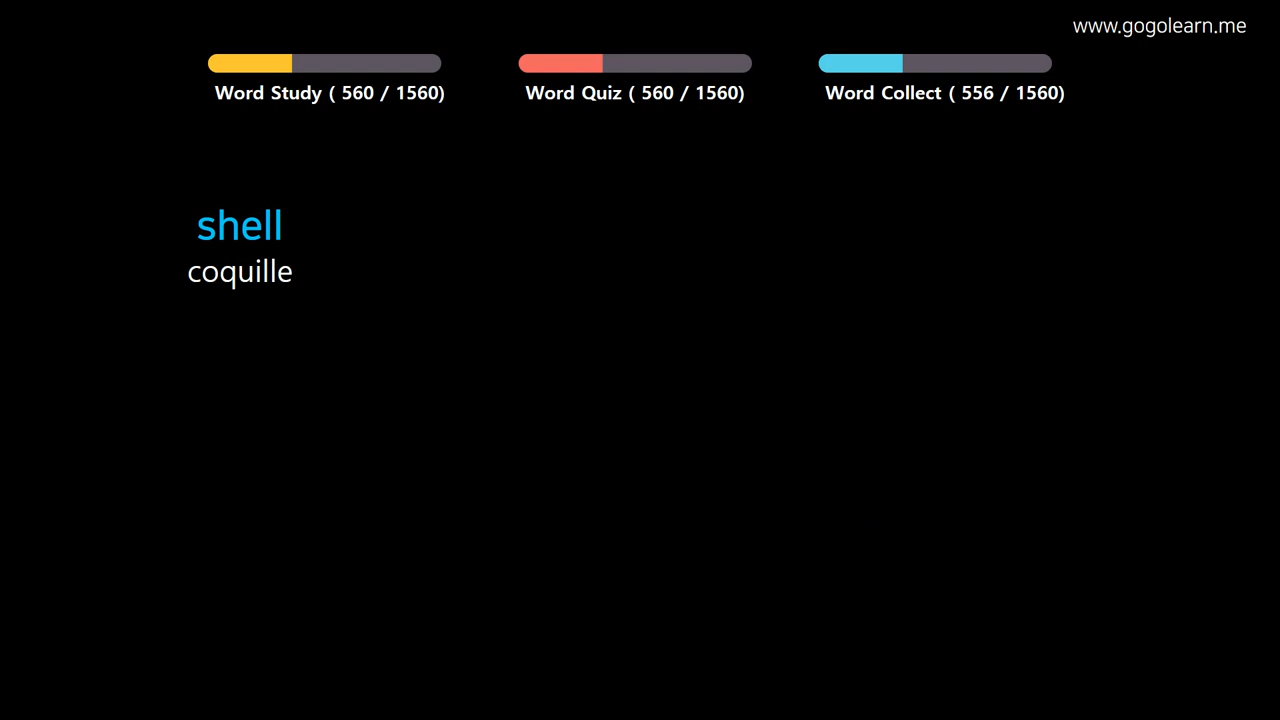 www.gogolearn.me
Word Study ( 560 / 1560)
Word Quiz ( 560 / 1560)
Word Collect ( 556 / 1560)
shell
coquille